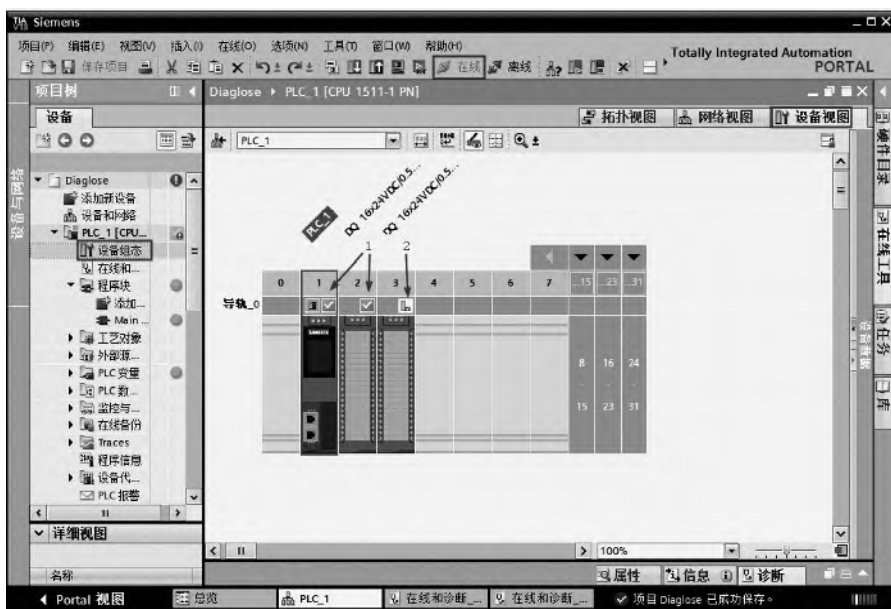 Siemens
项目(P) 编辑(E) 视图(V) 插入(I) 在线(O) 选项(N) 工具(T) 窗口(W) 帮助(H)
Totally Integrated Automation
PORTAL
保存项目 在线 离线
项目树
Diaglose PLC_1 [CPU 1511-1 PN]
设备
拓扑视图 网络视图 设备视图
PLC_1
设备与网络
Diaglose
添加新设备
设备和网络
PLC_1 [CPU...
设备组态
在线和...
程序块
添加...
Main ...
工艺对象
外部源...
PLC 变量
PLC 数...
监控与...
在线备份
Traces
程序信息
设备代...
PLC 报警
详细视图
名称
PLC_1
DQ 16x24VDC/0.5...
DQ 16x24VDC/0.5...
1 2
0 1 2 3 4 5 6 7 ...15 ...23 ...31
导轨_0
SIEMENS
8 16 24
- - -
15 23 31
100%
硬件目录
在线工具
任务
库
属性 信息 诊断
Portal 视图 总览 PLC_1 在线和诊断_... 在线和诊断_... 项目 Diaglose 已成功保存。